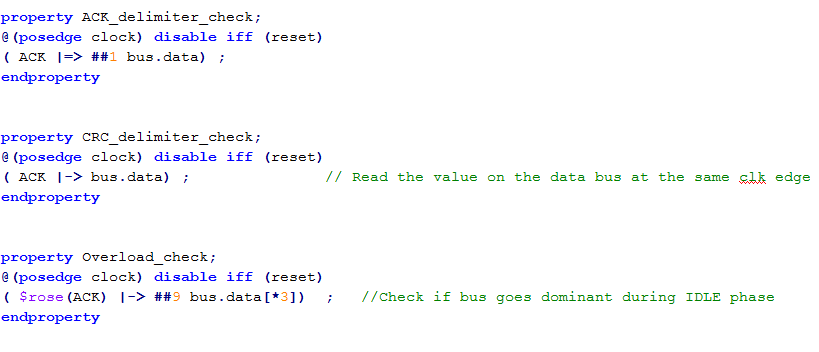 property ACK_delimiter_check;
@(posedge clock) disable iff (reset)
( ACK |=> ##1 bus.data) ;
endproperty
property CRC_delimiter_check;
@(posedge clock) disable iff (reset)
( ACK |-> bus.data) ; // Read the value on the data bus at the same clk edge
endproperty
property Overload_check;
@(posedge clock) disable iff (reset)
( $rose(ACK) |-> ##9 bus.data[*3]) ; //Check if bus goes dominant during IDLE phase
endproperty